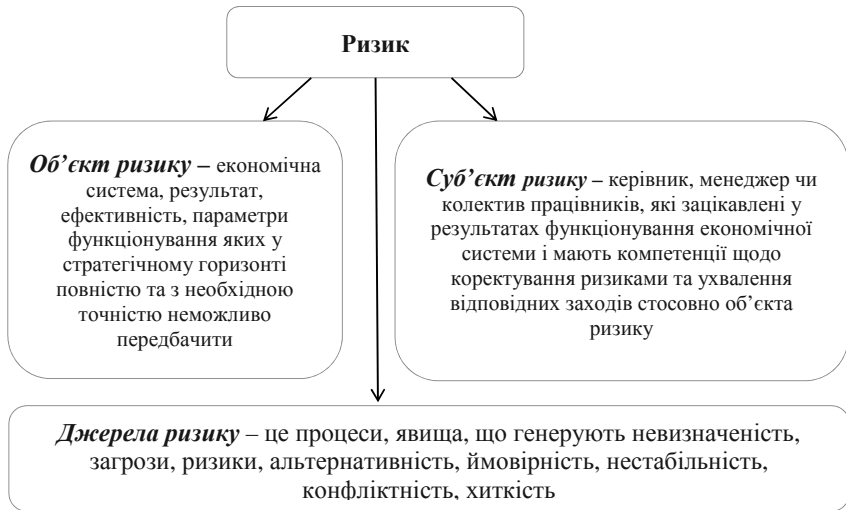 Ризик
Об’єкт ризику – економічна
система, результат,
ефективність, параметри
функціонування яких у
стратегічному горизонті
повністю та з необхідною
точністю неможливо
передбачити
Суб’єкт ризику – керівник, менеджер чи
колектив працівників, які зацікавлені у
результатах функціонування економічної
системи і мають компетенції щодо
коректування ризиками та ухвалення
відповідних заходів стосовно об’єкта
ризику
Джерела ризику – це процеси, явища, що генерують невизначеність,
загрози, ризики, альтернативність, ймовірність, нестабільність,
конфліктність, хиткість